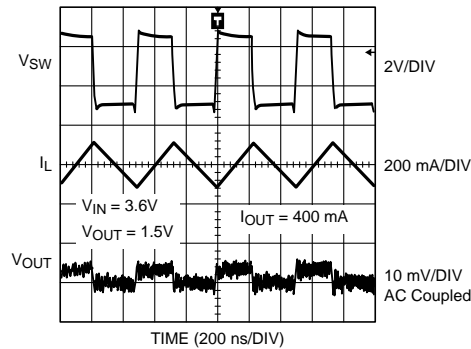 T
VSW
2V/DIV
IL
200 mA/DIV
VIN = 3.6V
VOUT = 1.5V
IOUT = 400 mA
VOUT
10 mV/DIV
AC Coupled
TIME (200 ns/DIV)